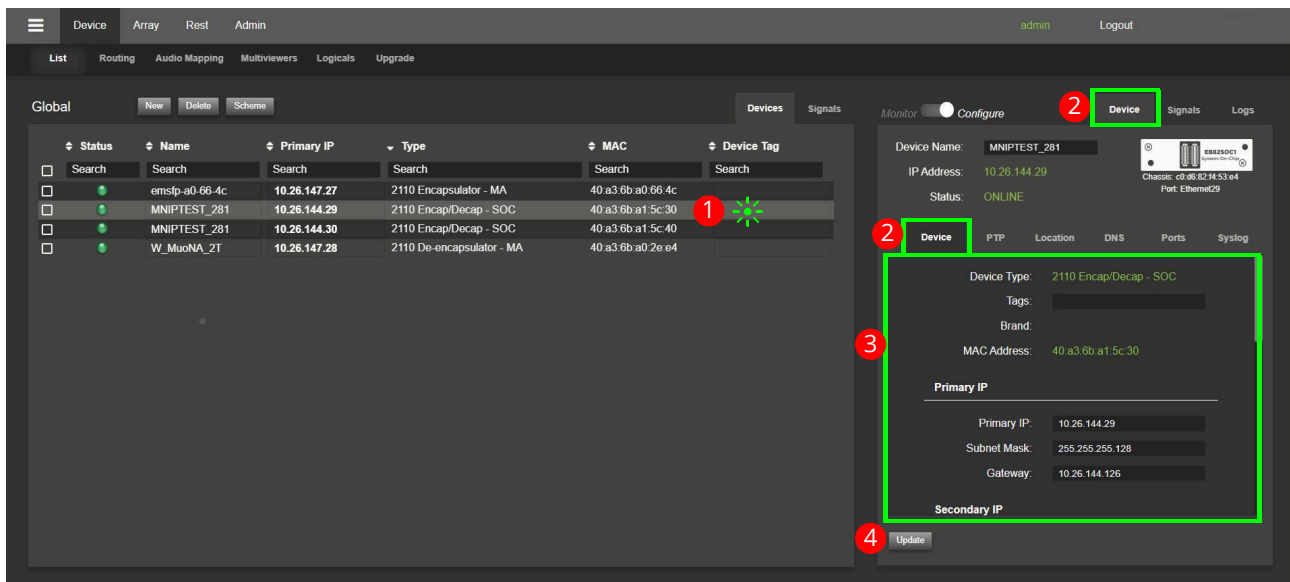 Device Array Rest Admin admin Logout
List Routing Audio Mapping Multiviewers Logicals Upgrade
Global New Delete Scheme Devices Signals
Monitor Configure 2 Device Signals Logs
Status Name Primary IP Type MAC Device Tag
Search Search Search Search Search Search
emsfp-a0-66-4c 10.26.147.27 2110 Encapsulator - MA 40:a3:6b:a0:66:4c
MNIPTEST_281 10.26.144.29 2110 Encap/Decap - SOC 40:a3:6b:a1:5c:30 1
MNIPTEST_281 10.26.144.30 2110 Encap/Decap - SOC 40:a3:6b:a1:5c:40
W_MuoNA_2T 10.26.147.28 2110 De-encapsulator - MA 40:a3:6b:a0:2e:e4
Device Name: MNIPTEST_281
IP Address: 10.26.144.29
Status: ONLINE
EB82SOC1
System-On-Chip
Chassis: c0:d6:82:f4:53:e4
Port: Ethernet29
2 Device PTP Location DNS Ports Syslog
3
Device Type: 2110 Encap/Decap - SOC
Tags:
Brand:
MAC Address: 40:a3:6b:a1:5c:30
Primary IP
Primary IP: 10.26.144.29
Subnet Mask: 255.255.255.128
Gateway: 10.26.144.126
Secondary IP
4 Update